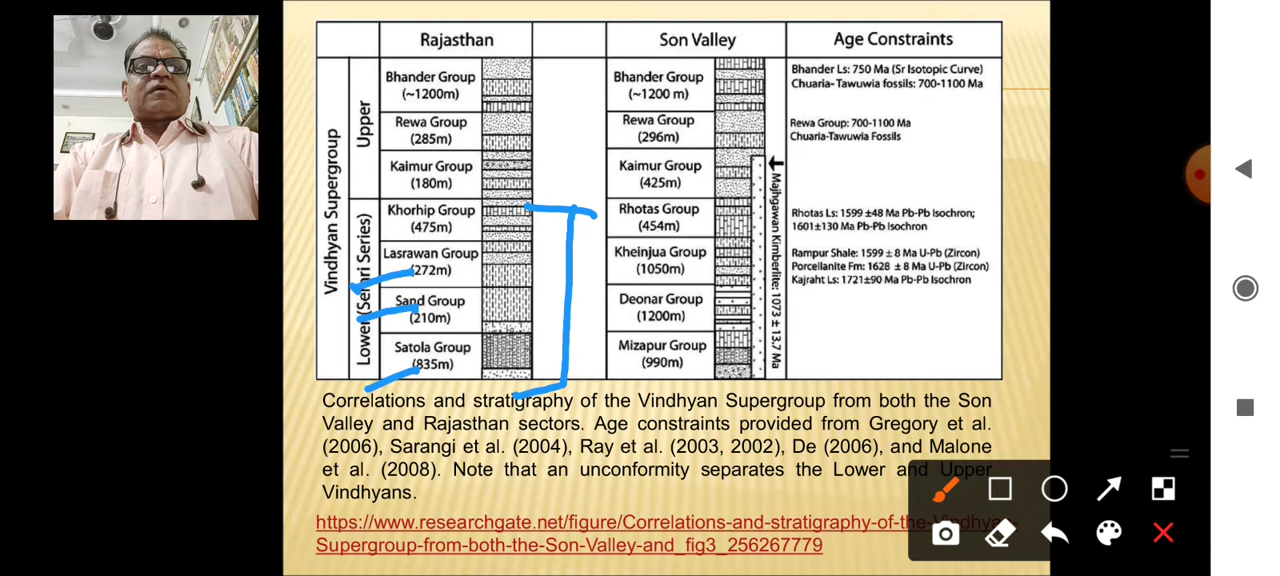 Rajasthan
Son Valley
Age Constraints
Vindhyan Supergroup
Upper
Lower (Semri Series)
Bhander Group
(~1200m)
Rewa Group
(285m)
Kaimur Group
(180m)
Khorhip Group
(475m)
Lasrawan Group
(272m)
Sand Group
(210m)
Satola Group
(835m)
Bhander Group
(~1200 m)
Rewa Group
(296m)
Kaimur Group
(425m)
Rhotas Group
(454m)
Kheinjua Group
(1050m)
Deonar Group
(1200m)
Mizapur Group
(990m)
Majhgawan Kimberlite: 1073 ± 13.7 Ma
Bhander Ls: 750 Ma (Sr Isotopic Curve)
Chuaria-Tawuwia fossils: 700-1100 Ma
Rewa Group: 700-1100 Ma
Chuaria-Tawuwia Fossils
Rhotas Ls: 1599 ±48 Ma Pb-Pb Isochron;
1601±130 Ma Pb-Pb Isochron
Rampur Shale: 1599 ± 8 Ma U-Pb (Zircon)
Porcellanite Fm: 1628 ± 8 Ma U-Pb (Zircon)
Kajraht Ls: 1721±90 Ma Pb-Pb Isochron
Correlations and stratigraphy of the Vindhyan Supergroup from both the Son
Valley and Rajasthan sectors. Age constraints provided from Gregory et al.
(2006), Sarangi et al. (2004), Ray et al. (2003, 2002), De (2006), and Malone
et al. (2008). Note that an unconformity separates the Lower and Upper
Vindhyans.
https://www.researchgate.net/figure/Correlations-and-stratigraphy-of-the-Vindhyan-
Supergroup-from-both-the-Son-Valley-and_fig3_256267779